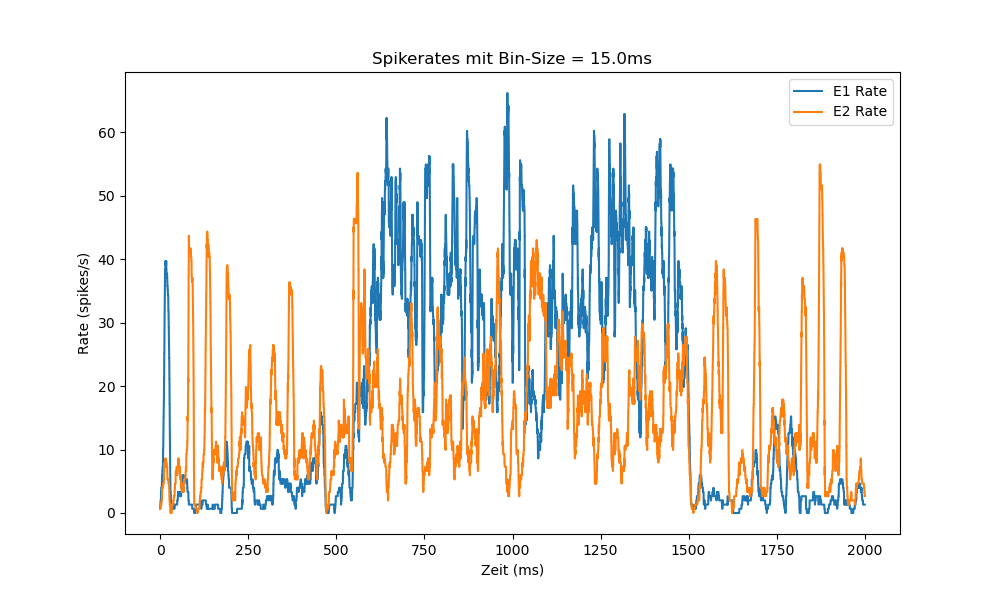 Spikerates mit Bin-Size = 15.0ms
E1 Rate
E2 Rate
Rate (spikes/s)
60
50
40
30
20
10
0
0 250 500 750 1000 1250 1500 1750 2000
Zeit (ms)